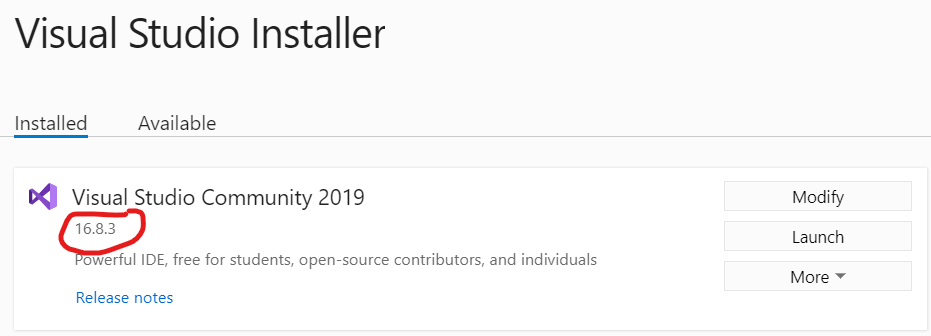 Visual Studio Installer
Installed Available
Visual Studio Community 2019
16.8.3
Powerful IDE, free for students, open-source contributors, and individuals
Release notes
Modify
Launch
More